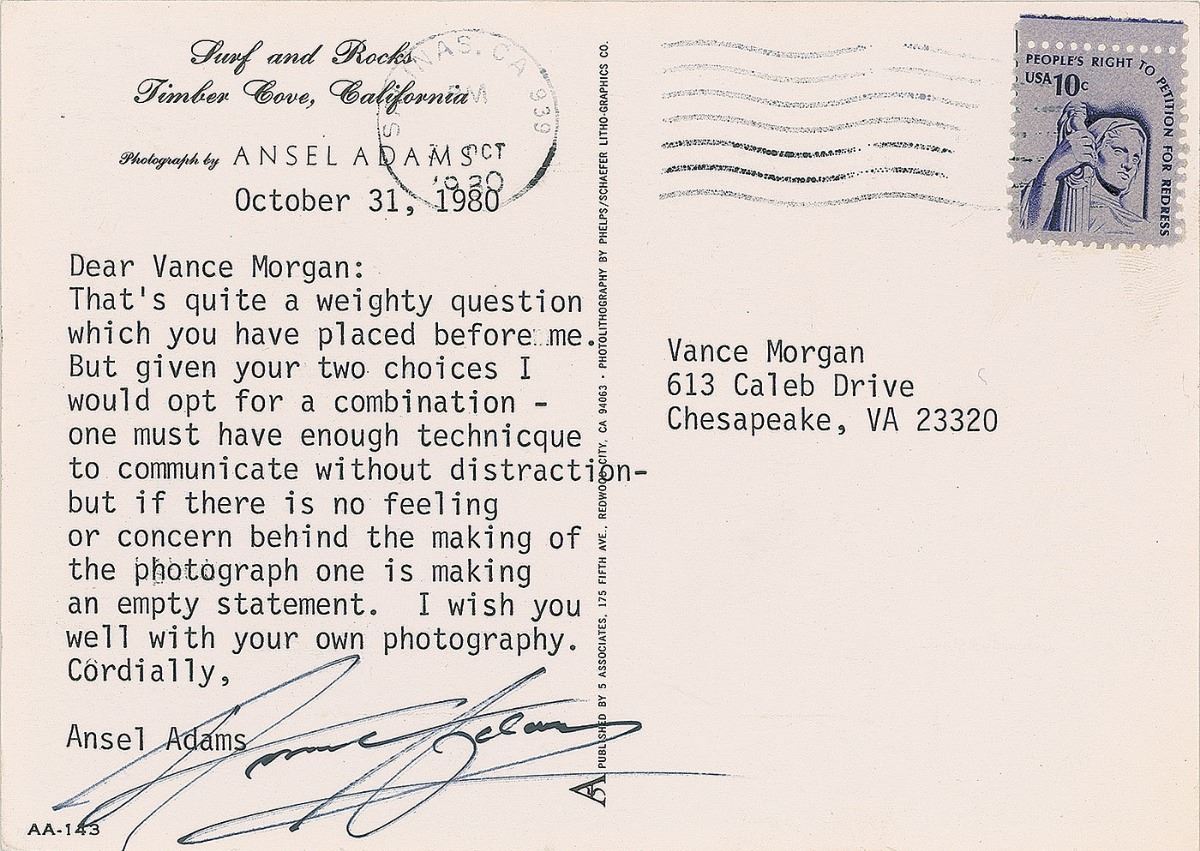 Surf and Rocks
Timber Cove, California
Photograph by ANSEL ADAMS
October 31, 1980
Dear Vance Morgan:
That's quite a weighty question
which you have placed before me.
But given your two choices I
would opt for a combination -
one must have enough technicque
to communicate without distraction-
but if there is no feeling
or concern behind the making of
the photograph one is making
an empty statement.  I wish you
well with your own photography.
Cordially,
Ansel Adams
Ansel Adams
AA-143
PUBLISHED BY 5 ASSOCIATES, 175 FIFTH AVE., REDWOOD CITY, CA 94063 · PHOTOLITHOGRAPHY BY PHELPS/SCHAEFER LITHO-GRAPHICS CO.
SALINAS, CA 939
PM
OCT
PEOPLE'S RIGHT TO PETITION FOR REDRESS
USA 10c
Vance Morgan
613 Caleb Drive
Chesapeake, VA 23320